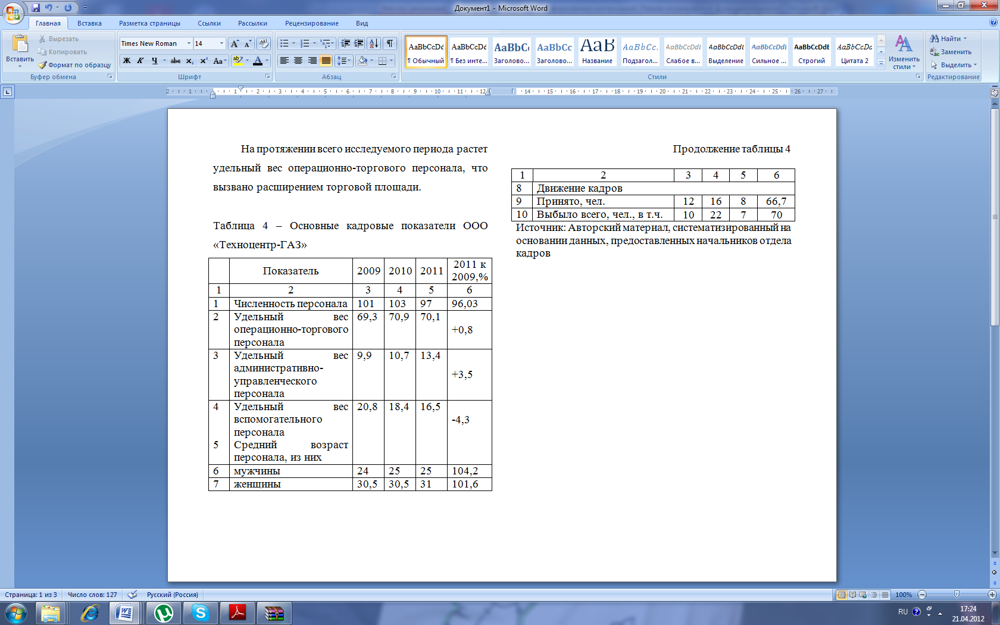 Документ1 - Microsoft Word
Главная Вставка Разметка страницы Ссылки Рассылки Рецензирование Вид
Вставить
Вырезать
Копировать
Формат по образцу
Буфер обмена
Times New Roman 14
Ж К Ч abc x₂ x² Aa
Шрифт
Абзац
AaBbCcDd AaBbCcDd AaBbCc AaBbCc AaB AaBbCc. AaBbCcDdE AaBbCcDdE AaBbCcDdE AaBbCcDdE AaBbCcDd
¶ Обычный ¶ Без инте... Заголово... Заголово... Название Подзагол... Слабое в... Выделение Сильное ... Строгий Цитата 2
Стили
Изменить стили
Найти
Заменить
Выделить
Редактирование
2 1 1 2 3 4 5 6 7 8 9 10 11 12 14 15 16 17 18 19 20 21 22 23 24 25 26 27
На протяжении всего исследуемого периода растет
удельный вес операционно-торгового персонала, что
вызвано расширением торговой площади.
Таблица 4 – Основные кадровые показатели ООО
«Техноцентр-ГАЗ»
Показатель 2009 2010 2011 2011 к 2009,%
1 2 3 4 5 6
1 Численность персонала 101 103 97 96,03
2 Удельный вес операционно-торгового персонала 69,3 70,9 70,1 +0,8
3 Удельный вес административно-управленческого персонала 9,9 10,7 13,4 +3,5
4 Удельный вес вспомогательного персонала 20,8 18,4 16,5 -4,3
5 Средний возраст персонала, из них
6 мужчины 24 25 25 104,2
7 женщины 30,5 30,5 31 101,6
Продолжение таблицы 4
1 2 3 4 5 6
8 Движение кадров
9 Принято, чел. 12 16 8 66,7
10 Выбыло всего, чел., в т.ч. 10 22 7 70
Источник: Авторский материал, систематизированный на
основании данных, предоставленных начальников отдела
кадров
Страница: 1 из 3 Число слов: 127 Русский (Россия) 100%
RU 17:24
21.04.2012